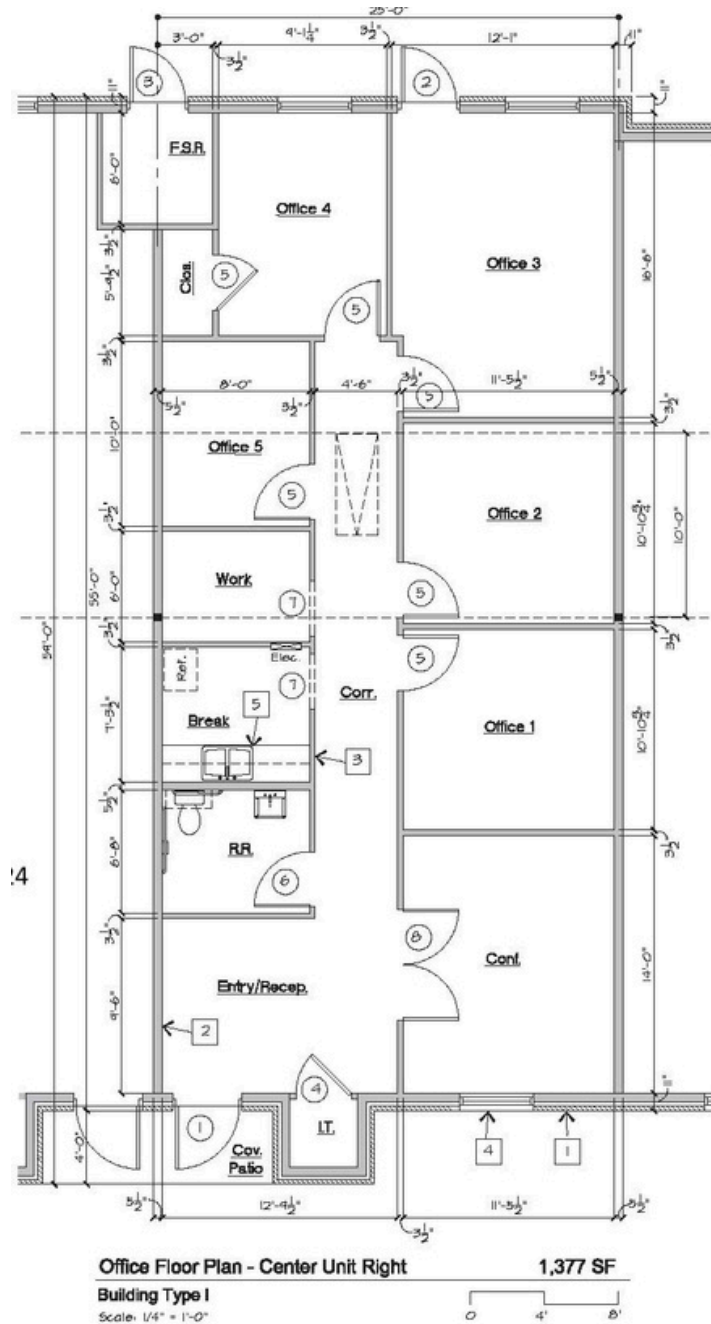 25'-0"
3'-0" 3½" 4'-1¼" 3½" 12'-1" 11"
3 2
11" 11"
F.S.R.
6'-0"
Office 4
Office 3
16'-8"
3½"
5'-9½"
Clos.
5
5
3½"
8'-0" 4'-6" 3½" 11'-5½" 5½"
5½" 3½" 5
3½"
10'-0"
Office 5
5
Office 2
10'-10¾"
10'-0"
3½"
Work
55'-0"
6'-0"
7
5
59'-0"
3½"
3½"
Ref.
Elec.
5
7
Corr.
7'-3½"
Break
5
Office 1
10'-10¾"
3
5½"
24
6'-8"
R.R.
3½"
6
3½"
8
Conf.
14'-0"
Entry/Recep.
9'-6"
2
4
11"
I.T.
1
Cov.
Patio
4'-0"
4 1
5½" 12'-4½" 11'-5½" 5½"
3½"
Office Floor Plan - Center Unit Right 1,377 SF
Building Type I
Scale: 1/4" = 1'-0"
0 4' 8'